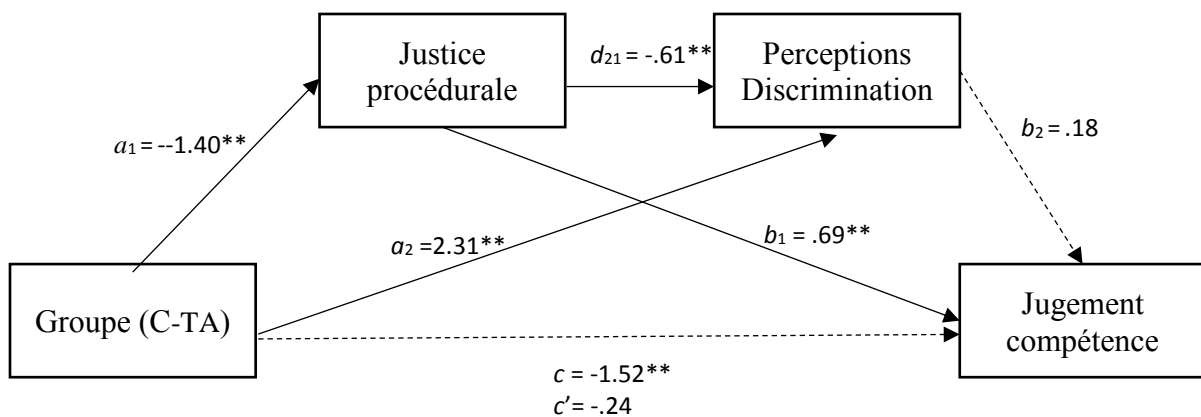 Justice
procédurale
d21 = -.61**
Perceptions
Discrimination
a1 = --1.40**
b2 = .18
a2 =2.31**
b1 = .69**
Groupe (C-TA)
Jugement
compétence
c = -1.52**
c’= -.24